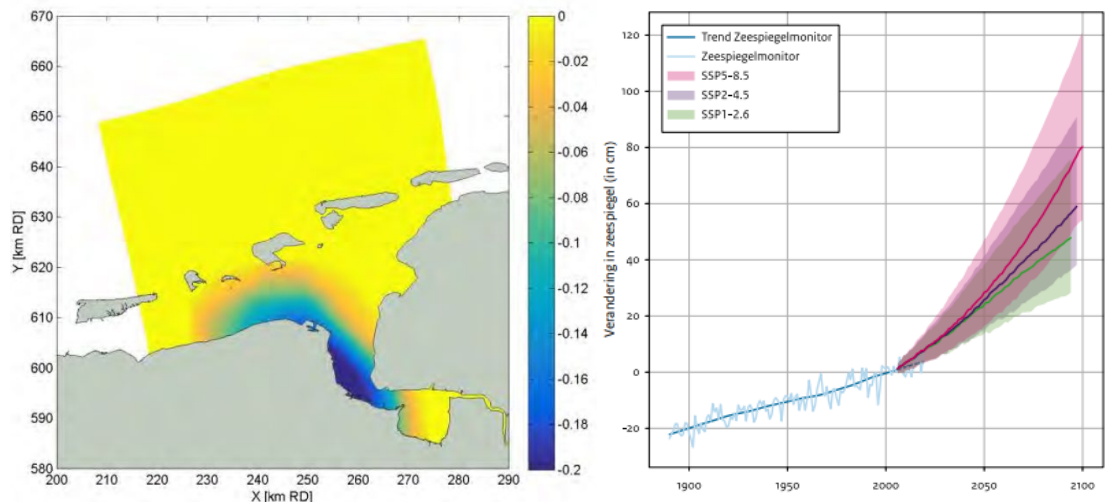 670
660
650
640
630
620
610
600
590
580
Y [km RD]
200 210 220 230 240 250 260 270 280 290
X [km RD]
0
-0.02
-0.04
-0.06
-0.08
-0.1
-0.12
-0.14
-0.16
-0.18
-0.2
Verandering in zeespiegel (in cm)
120
100
80
60
40
20
0
-20
Trend Zeespiegelmonitor
Zeespiegelmonitor
SSP5-8.5
SSP2-4.5
SSP1-2.6
1900 1950 2000 2050 2100